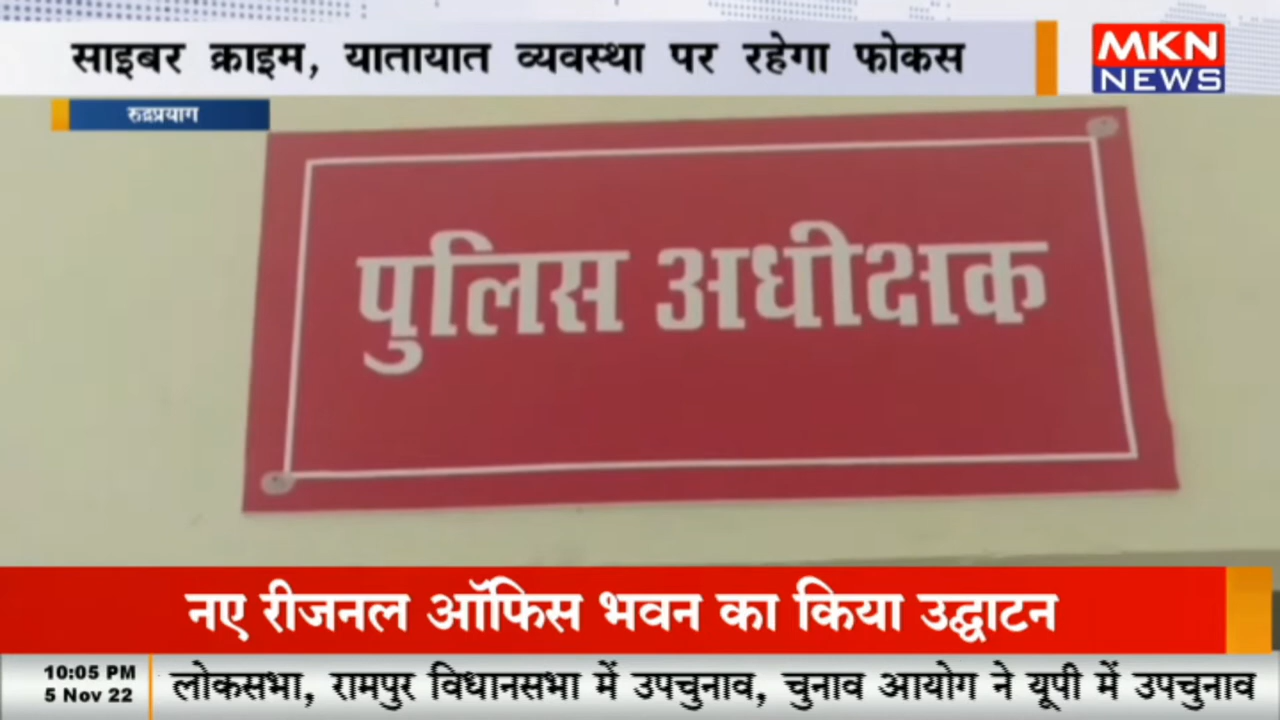 साइबर क्राइम, यातायात व्यवस्था पर रहेगा फोकस
MKN
NEWS
रुद्रप्रयाग
पुलिस अधीक्षक
नए रीजनल ऑफिस भवन का किया उद्घाटन
10:05 PM
5 Nov 22
लोकसभा, रामपुर विधानसभा में उपचुनाव, चुनाव आयोग ने यूपी में उपचुनाव